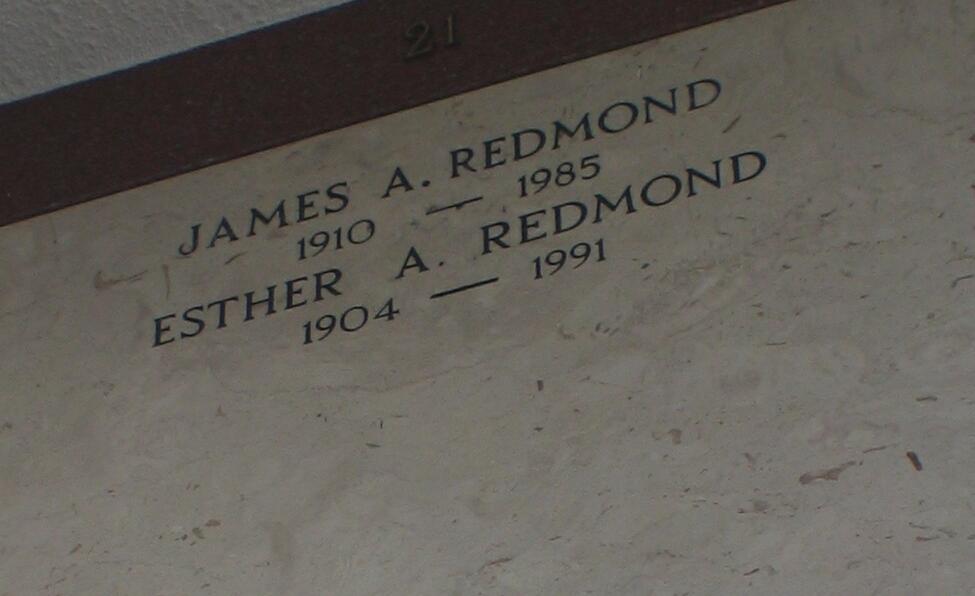 21
JAMES A. REDMOND
1910 — 1985
ESTHER A. REDMOND
1904 — 1991